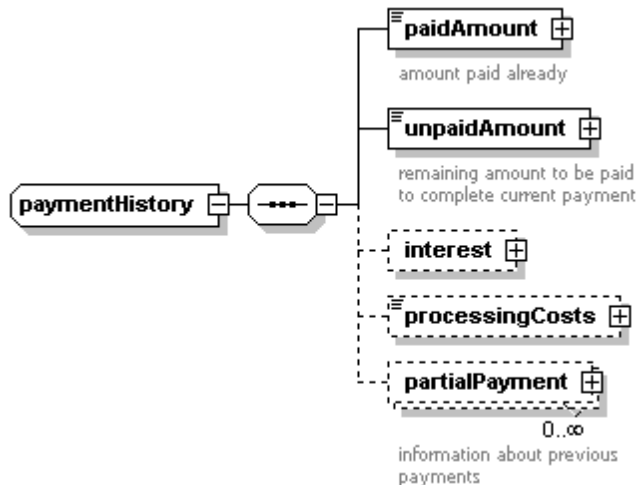 paidAmount
amount paid already
unpaidAmount
remaining amount to be paid
to complete current payment
paymentHistory
interest
processingCosts
partialPayment
0..∞
information about previous
payments